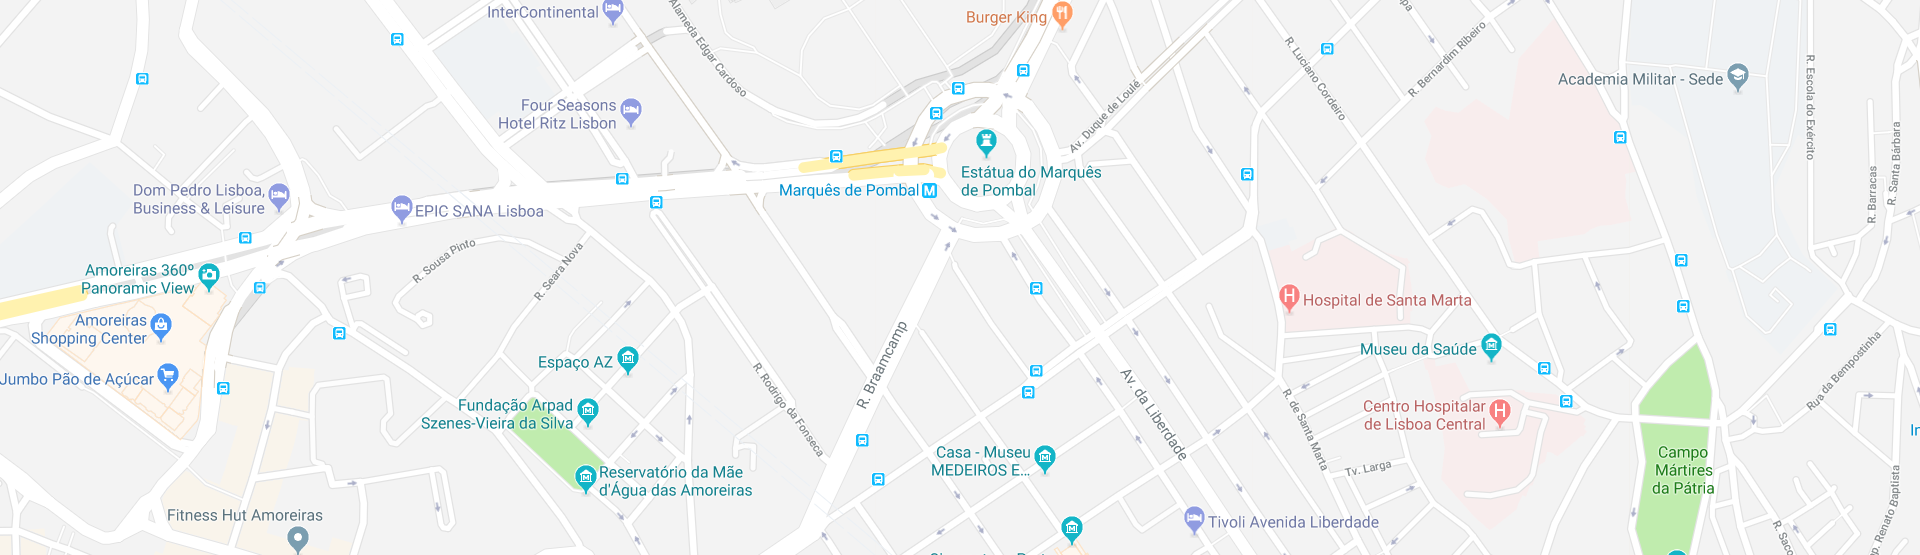 InterContinental
Alameda Edgar Cardoso
Burger King
R. Luciano Cordeiro
R. Bernardim Ribeiro
Academia Militar - Sede
R. Escola do Exército
R. Santa Bárbara
R. Barracas
Four Seasons
Hotel Ritz Lisbon
Av. Duque de Loulé
Estátua do Marquês
de Pombal
Marquês de Pombal
M
Dom Pedro Lisboa,
Business & Leisure
EPIC SANA Lisboa
R. Sousa Pinto
R. Seara Nova
Amoreiras 360º
Panoramic View
Amoreiras
Shopping Center
Jumbo Pão de Açúcar
H
Hospital de Santa Marta
Museu da Saúde
Espaço AZ
R. Braamcamp
R. Rodrigo da Fonseca
Av. da Liberdade
R. de Santa Marta
Rua da Bempostinha
Fundação Arpad
Szenes-Vieira da Silva
Centro Hospitalar
de Lisboa Central
H
Casa - Museu
MEDEIROS E...
Tv. Larga
Campo
Mártires
da Pátria
Reservatório da Mãe
d'Água das Amoreiras
Fitness Hut Amoreiras
Tivoli Avenida Liberdade
R. Saco
Renato Baptista